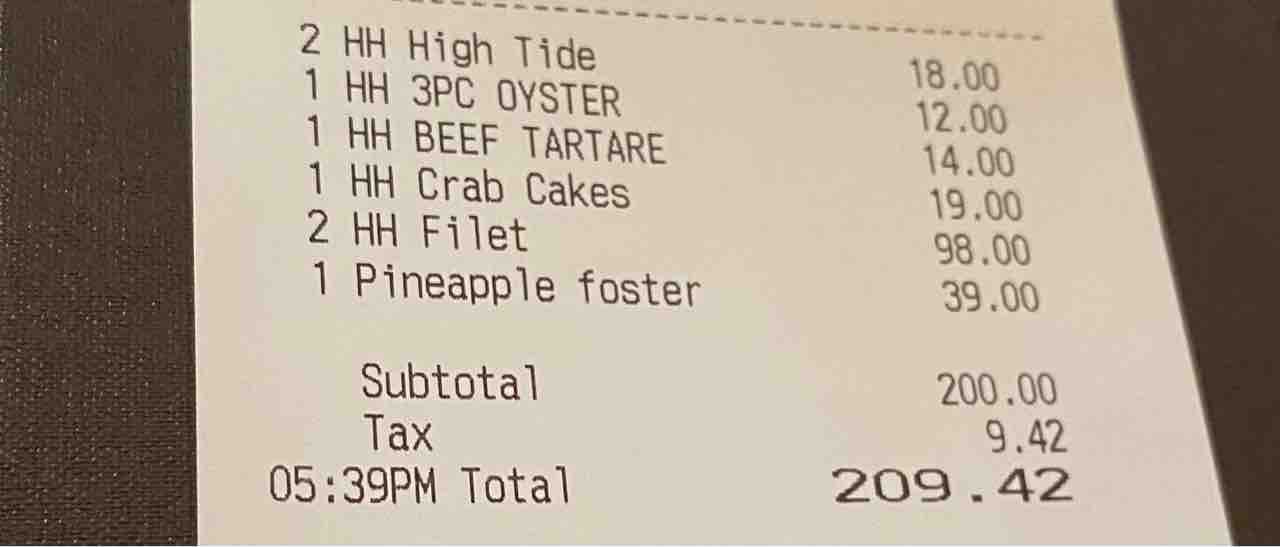 2 HH High Tide 18.00
1 HH 3PC OYSTER 12.00
1 HH BEEF TARTARE 14.00
1 HH Crab Cakes 19.00
2 HH Filet 98.00
1 Pineapple foster 39.00
Subtotal 200.00
Tax 9.42
05:39PM Total 209.42